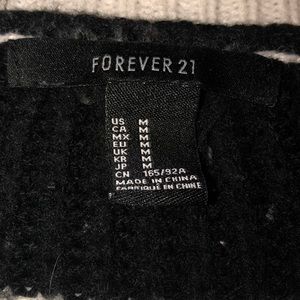 FOREVER 21
US M
CA M
MX M
EU M
UK M
KR M
JP M
CN 165/92A
MADE IN CHINA
FABRIQUÉ EN CHINE